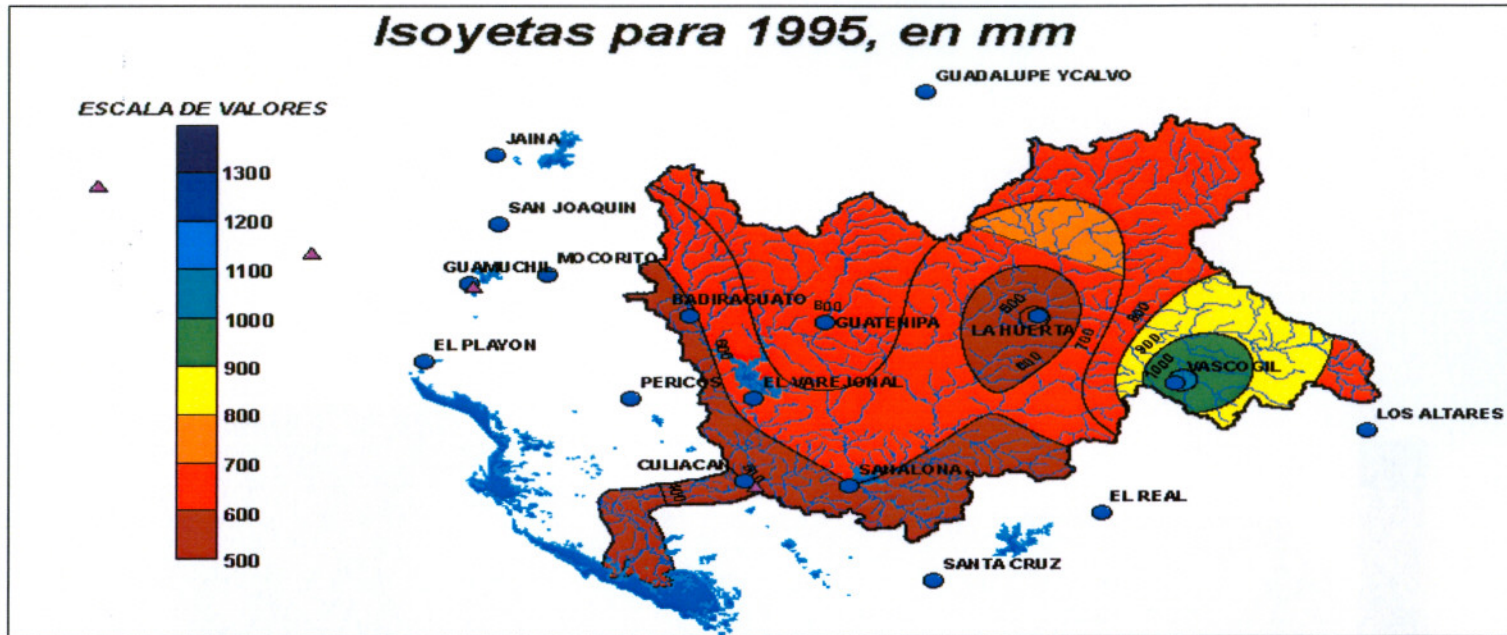 Isoyetas para 1995, en mm
GUADALUPE YCALVO
ESCALA DE VALORES
JAINA
1300
1200
SAN JOAQUIN
1100
MOCORITO
GUAMUCHIL
1000
BADIRAGUATO
GUATENIPA
LA HUERTA
700
800
900
1000
EL PLAYON
900
VASCOGIL
PERICOS
EL VAREJONAL
800
LOS ALTARES
700
CULIACAN
SANALONA
600
EL REAL
500
SANTA CRUZ
600